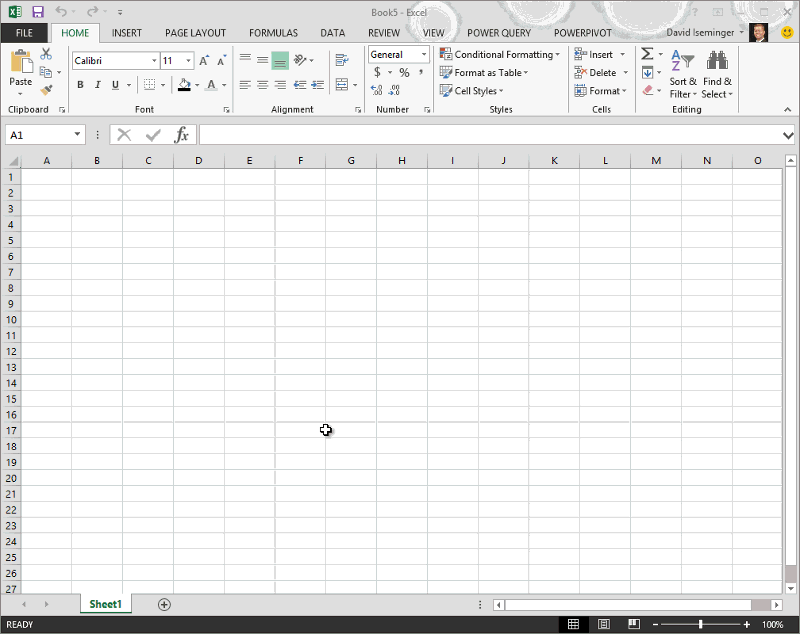 Book5 - Excel
?
FILE HOME INSERT PAGE LAYOUT FORMULAS DATA REVIEW VIEW POWER QUERY POWERPIVOT David Iseminger
Calibri 11 A A General Conditional Formatting Insert Σ
Paste B I U A $ % , Format as Table Delete Sort & Find &
Cell Styles Format Filter Select
Clipboard Font Alignment Number Styles Cells Editing
A1 fx
A B C D E F G H I J K L M N O
1
2
3
4
5
6
7
8
9
10
11
12
13
14
15
16
17
18
19
20
21
22
23
24
25
26
27
Sheet1
READY 100%